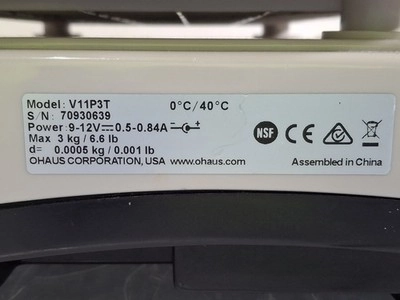 Model: V11P3T 0°C/40°C
S/N: 70930639
Power: 9-12V⎓0.5-0.84A - +
Max 3 kg / 6.6 lb
d= 0.0005 kg / 0.001 lb
OHAUS CORPORATION, USA www.ohaus.com
NSF CE
Assembled in China